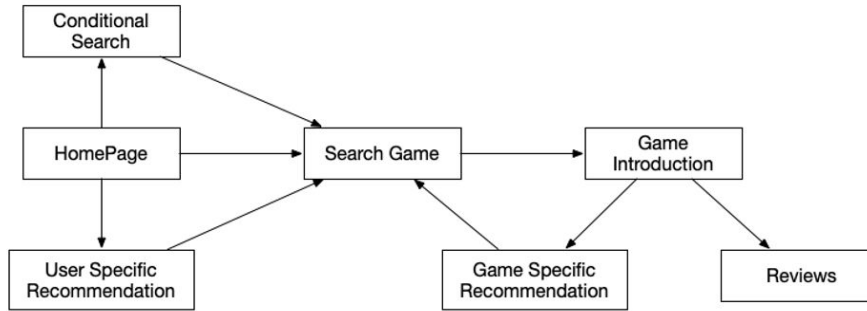 Conditional
Search
HomePage
Search Game
Game
Introduction
User Specific
Recommendation
Game Specific
Recommendation
Reviews